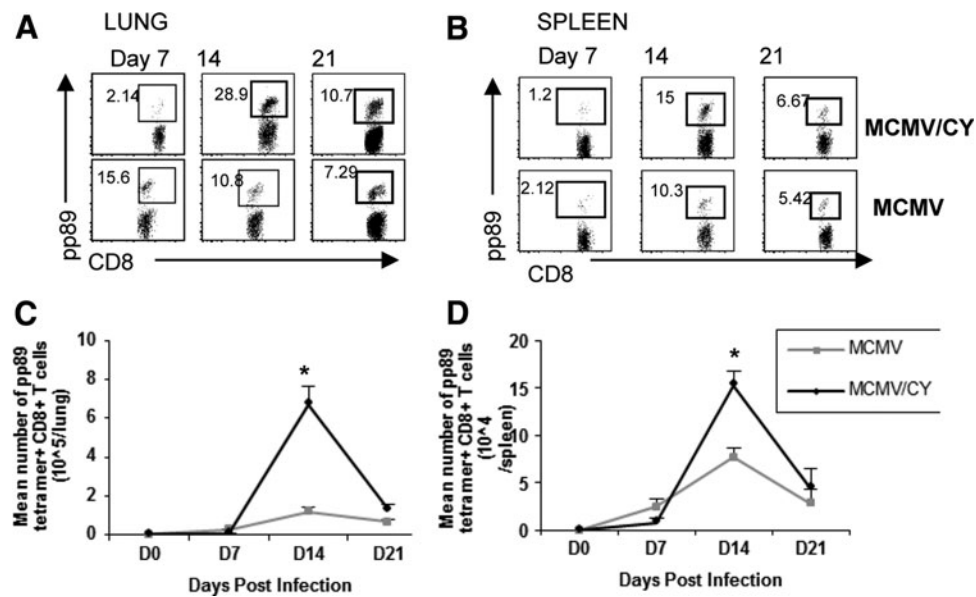 A LUNG
Day 7 14 21
2.14 28.9 10.7
15.6 10.8 7.29
pp89
CD8
B SPLEEN
Day 7 14 21
1.2 15 6.67
MCMV/CY
2.12 10.3 5.42
MCMV
pp89
CD8
C
Mean number of pp89
tetramer+ CD8+ T cells
(10^5/lung)
10
8
6
4
2
0
*
D0 D7 D14 D21
Days Post Infection
D
Mean number of pp89
tetramer+ CD8+ T cells
(10^4
/spleen)
20
15
10
5
0
*
D0 D7 D14 D21
Days Post Infection
MCMV
MCMV/CY